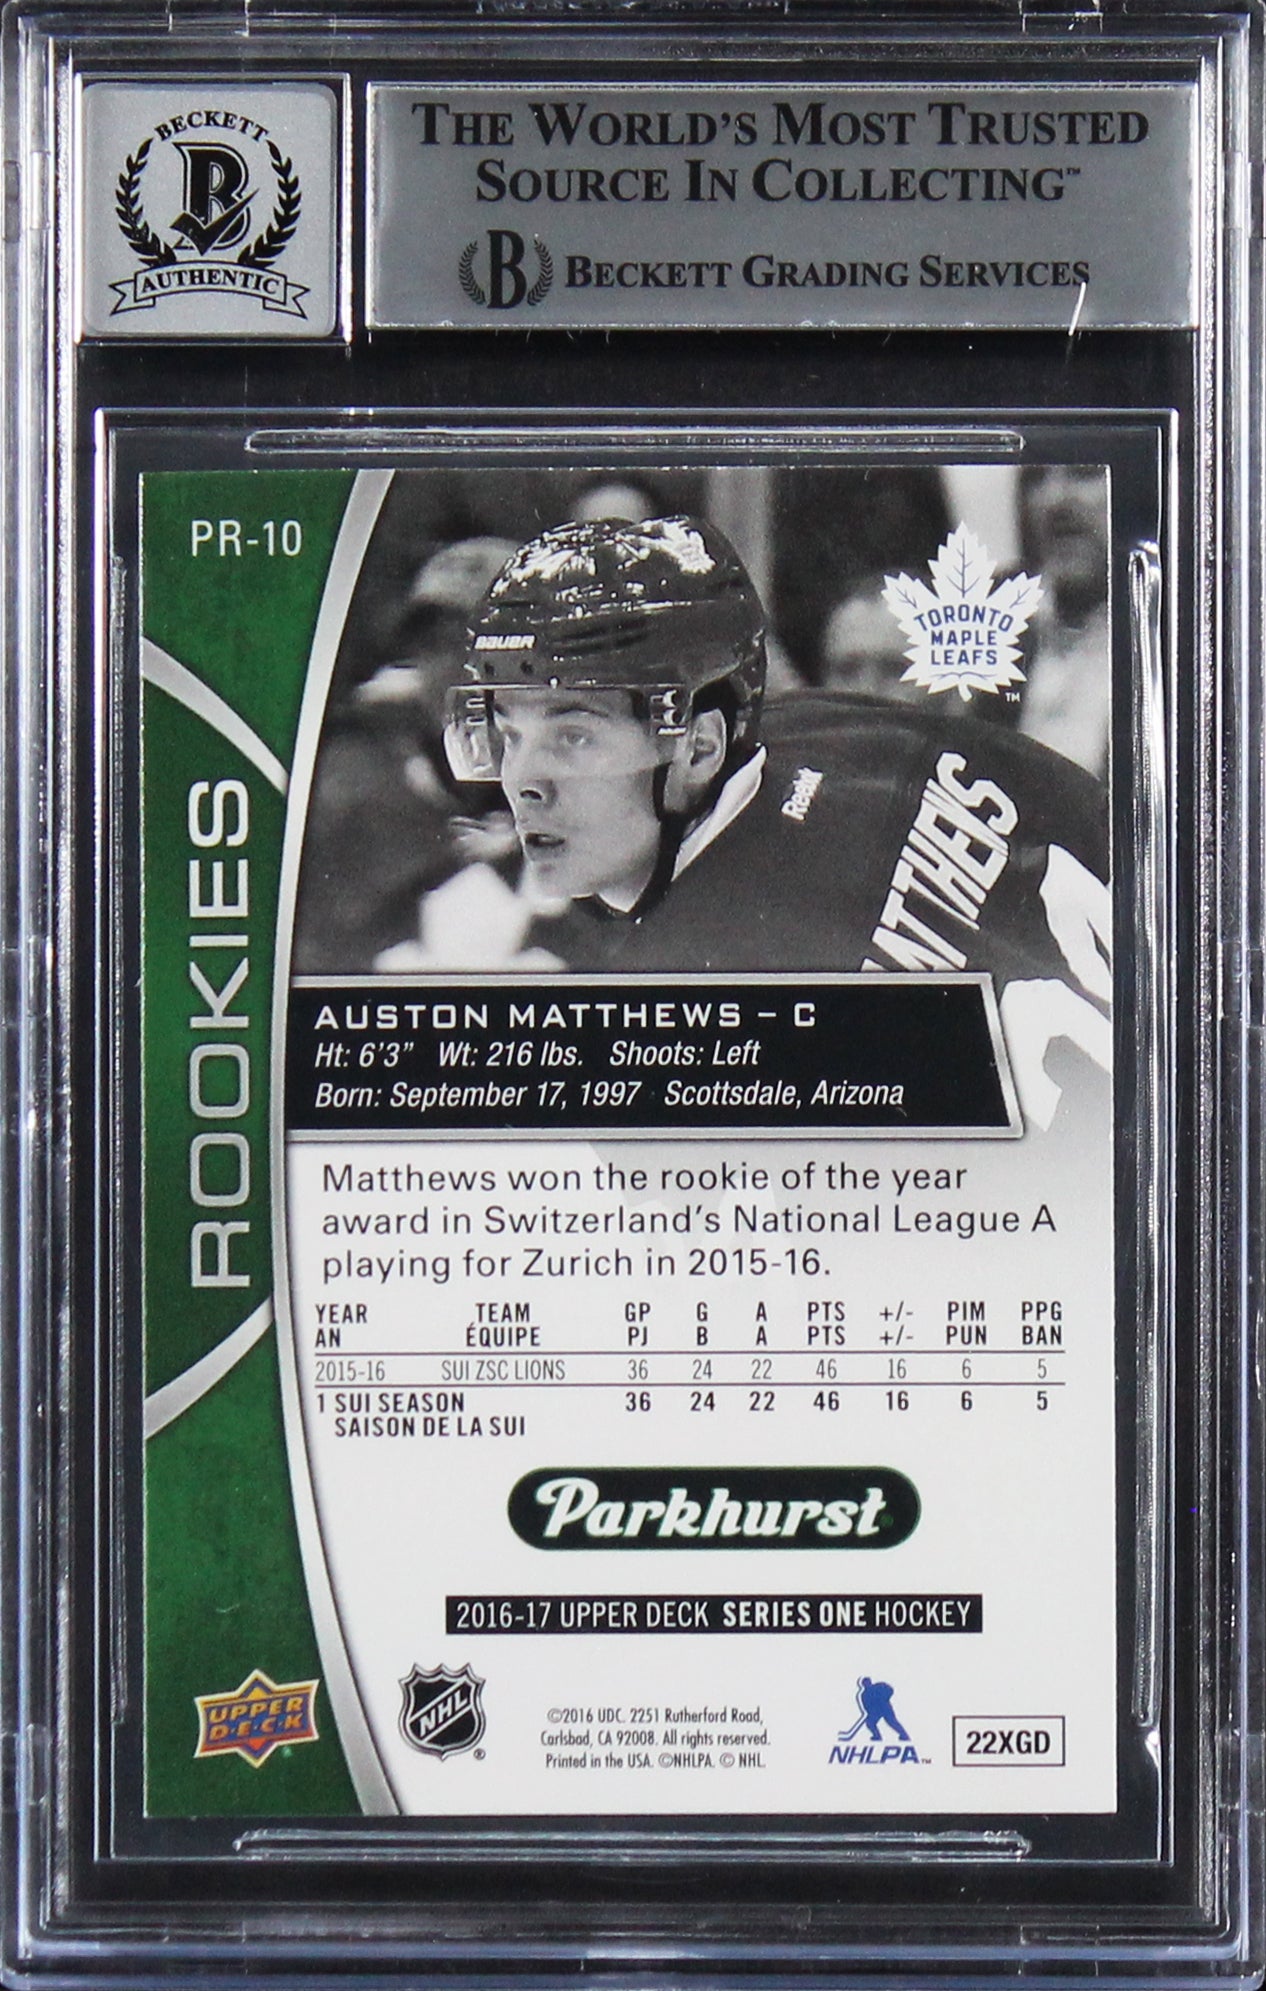 BECKETT
B
AUTHENTIC
THE WORLD'S MOST TRUSTED
SOURCE IN COLLECTING™
B BECKETT GRADING SERVICES
PR-10
ROOKIES
BAUER
TORONTO
MAPLE
LEAFS
TM
Reebok
MATTHEWS
AUSTON MATTHEWS – C
Ht: 6'3" Wt: 216 lbs. Shoots: Left
Born: September 17, 1997 Scottsdale, Arizona
Matthews won the rookie of the year
award in Switzerland's National League A
playing for Zurich in 2015-16.
YEAR TEAM GP G A PTS +/- PIM PPG
AN ÉQUIPE PJ B A PTS +/- PUN BAN
2015-16 SUI ZSC LIONS 36 24 22 46 16 6 5
1 SUI SEASON 36 24 22 46 16 6 5
SAISON DE LA SUI
Parkhurst
2016-17 UPPER DECK SERIES ONE HOCKEY
UPPER
D·E·C·K
NHL
®
©2016 UDC. 2251 Rutherford Road,
Carlsbad, CA 92008. All rights reserved.
Printed in the USA. ©NHLPA. © NHL.
NHLPA™
22XGD